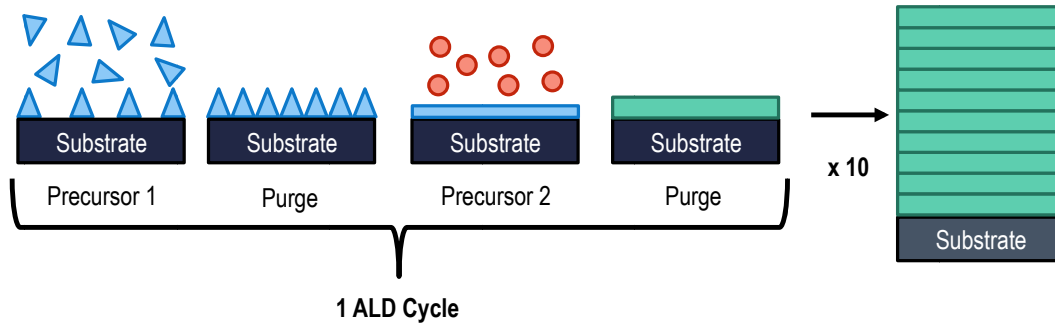 Substrate
Substrate
Substrate
Substrate
Precursor 1
Purge
Precursor 2
Purge
x 10
Substrate
1 ALD Cycle